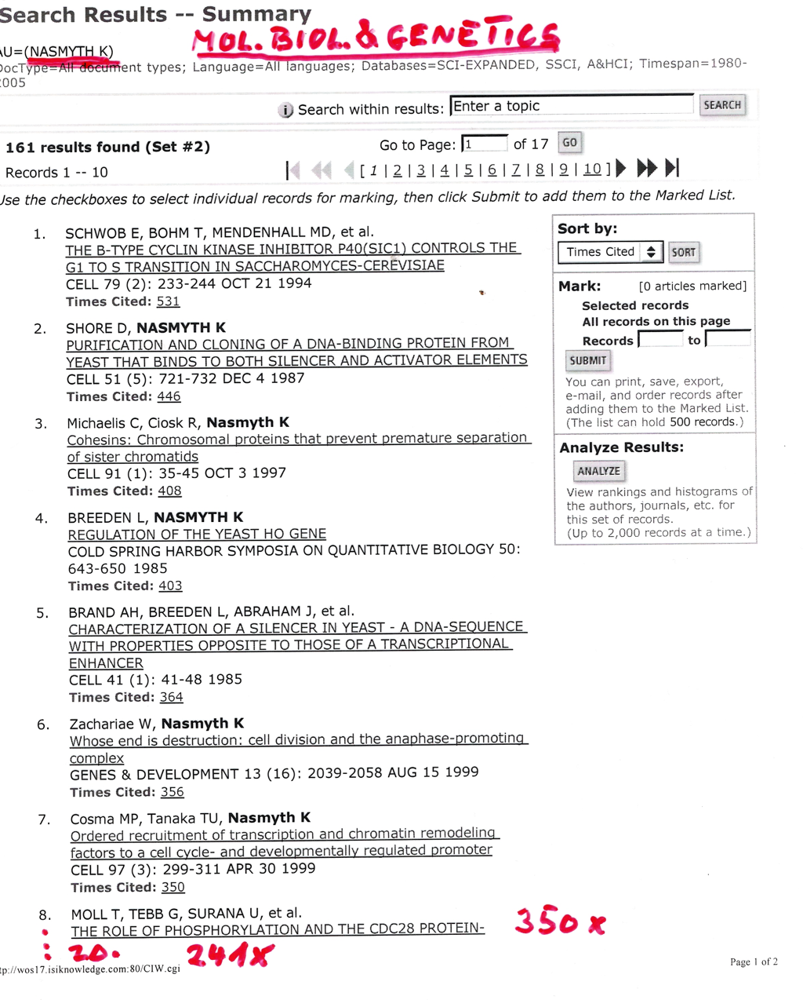 Search Results -- Summary
MOL. BIOL. & GENETICS
AU=(NASMYTH K)
DocType=All document types; Language=All languages; Databases=SCI-EXPANDED, SSCI, A&HCI; Timespan=1980-
2005
Search within results: Enter a topic SEARCH
161 results found (Set #2)
Go to Page: 1 of 17 GO
Records 1 -- 10
[ 1 | 2 | 3 | 4 | 5 | 6 | 7 | 8 | 9 | 10 ]
Use the checkboxes to select individual records for marking, then click Submit to add them to the Marked List.
1. SCHWOB E, BOHM T, MENDENHALL MD, et al.
THE B-TYPE CYCLIN KINASE INHIBITOR P40(SIC1) CONTROLS THE
G1 TO S TRANSITION IN SACCHAROMYCES-CEREVISIAE
CELL 79 (2): 233-244 OCT 21 1994
Times Cited: 531
2. SHORE D, NASMYTH K
PURIFICATION AND CLONING OF A DNA-BINDING PROTEIN FROM
YEAST THAT BINDS TO BOTH SILENCER AND ACTIVATOR ELEMENTS
CELL 51 (5): 721-732 DEC 4 1987
Times Cited: 446
3. Michaelis C, Ciosk R, Nasmyth K
Cohesins: Chromosomal proteins that prevent premature separation
of sister chromatids
CELL 91 (1): 35-45 OCT 3 1997
Times Cited: 408
4. BREEDEN L, NASMYTH K
REGULATION OF THE YEAST HO GENE
COLD SPRING HARBOR SYMPOSIA ON QUANTITATIVE BIOLOGY 50:
643-650 1985
Times Cited: 403
5. BRAND AH, BREEDEN L, ABRAHAM J, et al.
CHARACTERIZATION OF A SILENCER IN YEAST - A DNA-SEQUENCE
WITH PROPERTIES OPPOSITE TO THOSE OF A TRANSCRIPTIONAL
ENHANCER
CELL 41 (1): 41-48 1985
Times Cited: 364
6. Zachariae W, Nasmyth K
Whose end is destruction: cell division and the anaphase-promoting
complex
GENES & DEVELOPMENT 13 (16): 2039-2058 AUG 15 1999
Times Cited: 356
7. Cosma MP, Tanaka TU, Nasmyth K
Ordered recruitment of transcription and chromatin remodeling
factors to a cell cycle- and developmentally regulated promoter
CELL 97 (3): 299-311 APR 30 1999
Times Cited: 350
8. MOLL T, TEBB G, SURANA U, et al.
THE ROLE OF PHOSPHORYLATION AND THE CDC28 PROTEIN-
350 x
20. 241x
Sort by:
Times Cited SORT
Mark: [0 articles marked]
Selected records
All records on this page
Records to
SUBMIT
You can print, save, export,
e-mail, and order records after
adding them to the Marked List.
(The list can hold 500 records.)
Analyze Results:
ANALYZE
View rankings and histograms of
the authors, journals, etc. for
this set of records.
(Up to 2,000 records at a time.)
tp://wos17.isiknowledge.com:80/CIW.cgi
Page 1 of 2